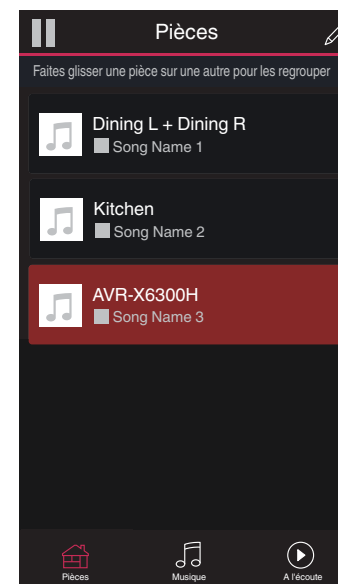 Pièces
Faites glisser une pièce sur une autre pour les regrouper
Dining L + Dining R
Song Name 1
Kitchen
Song Name 2
AVR-X6300H
Song Name 3
Pièces
Musique
A l'écoute